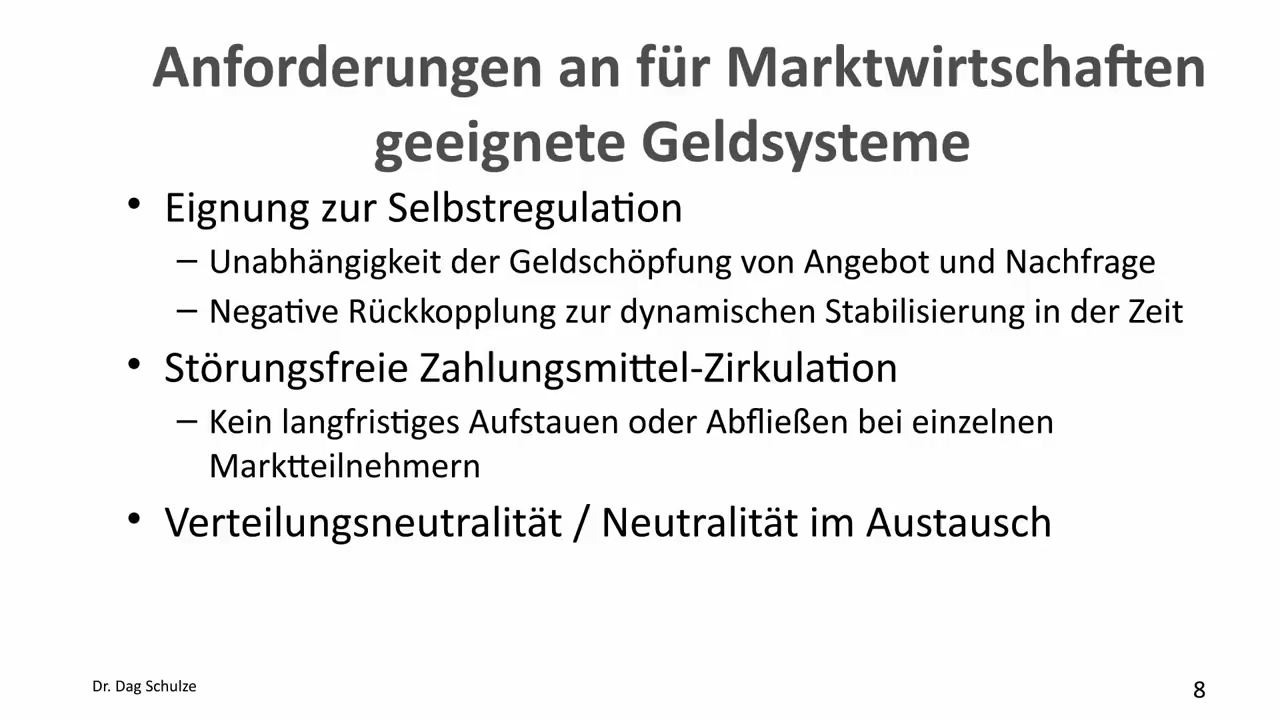 Anforderungen an für Marktwirtschaften
geeignete Geldsysteme
• Eignung zur Selbstregulation
– Unabhängigkeit der Geldschöpfung von Angebot und Nachfrage
– Negative Rückkopplung zur dynamischen Stabilisierung in der Zeit
• Störungsfreie Zahlungsmittel-Zirkulation
– Kein langfristiges Aufstauen oder Abfließen bei einzelnen
Marktteilnehmern
• Verteilungsneutralität / Neutralität im Austausch
Dr. Dag Schulze
8